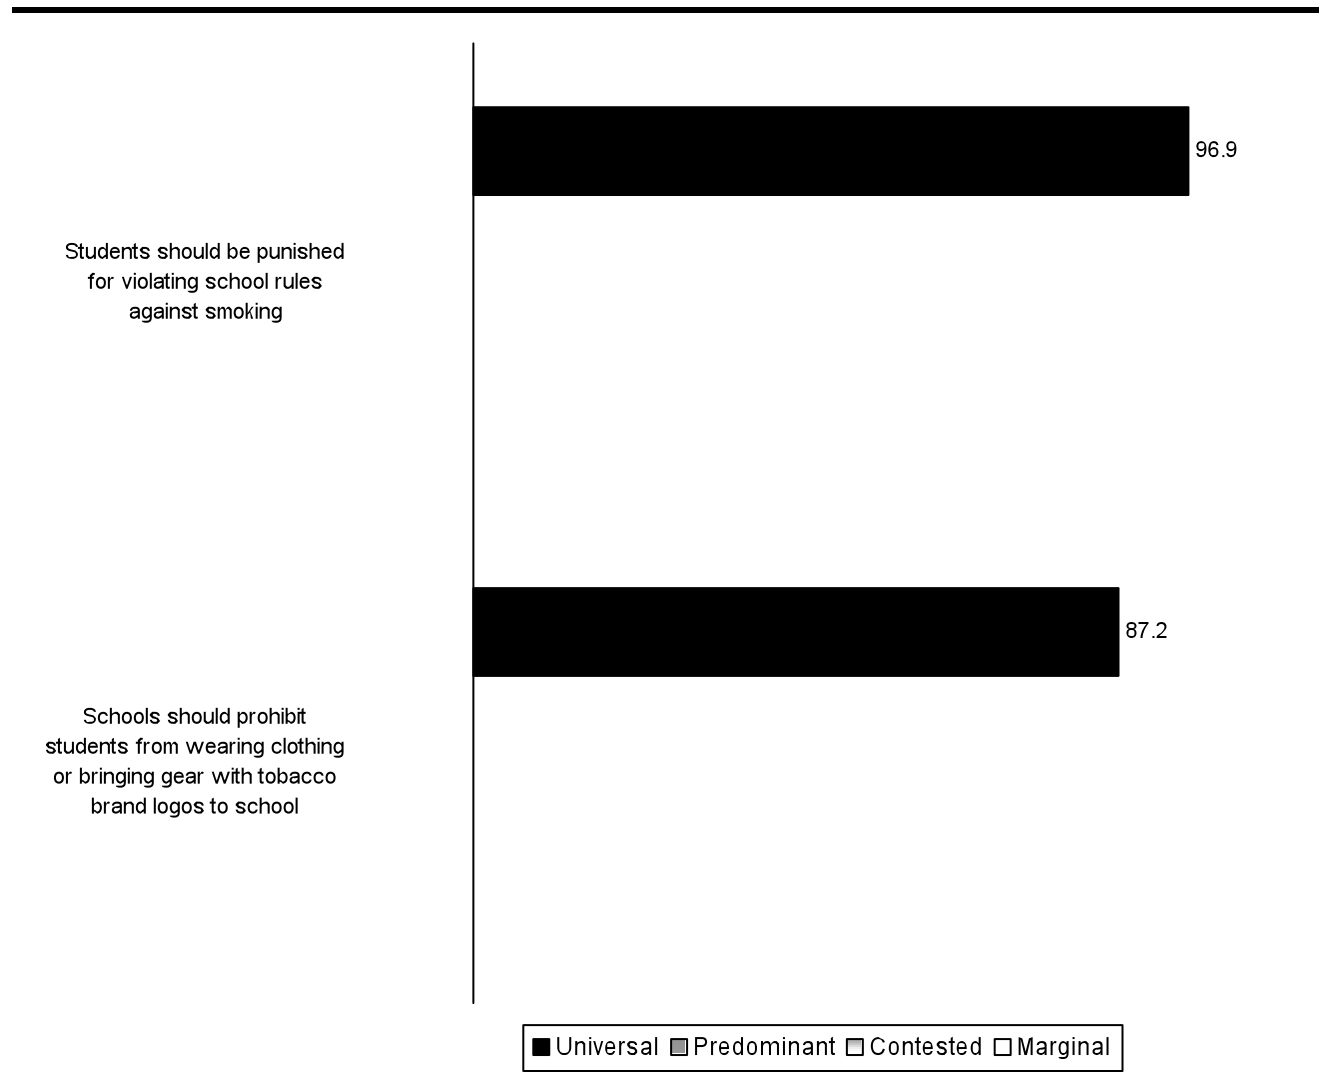 96.9
Students should be punished
for violating school rules
against smoking
87.2
Schools should prohibit
students from wearing clothing
or bringing gear with tobacco
brand logos to school
Universal Predominant Contested Marginal